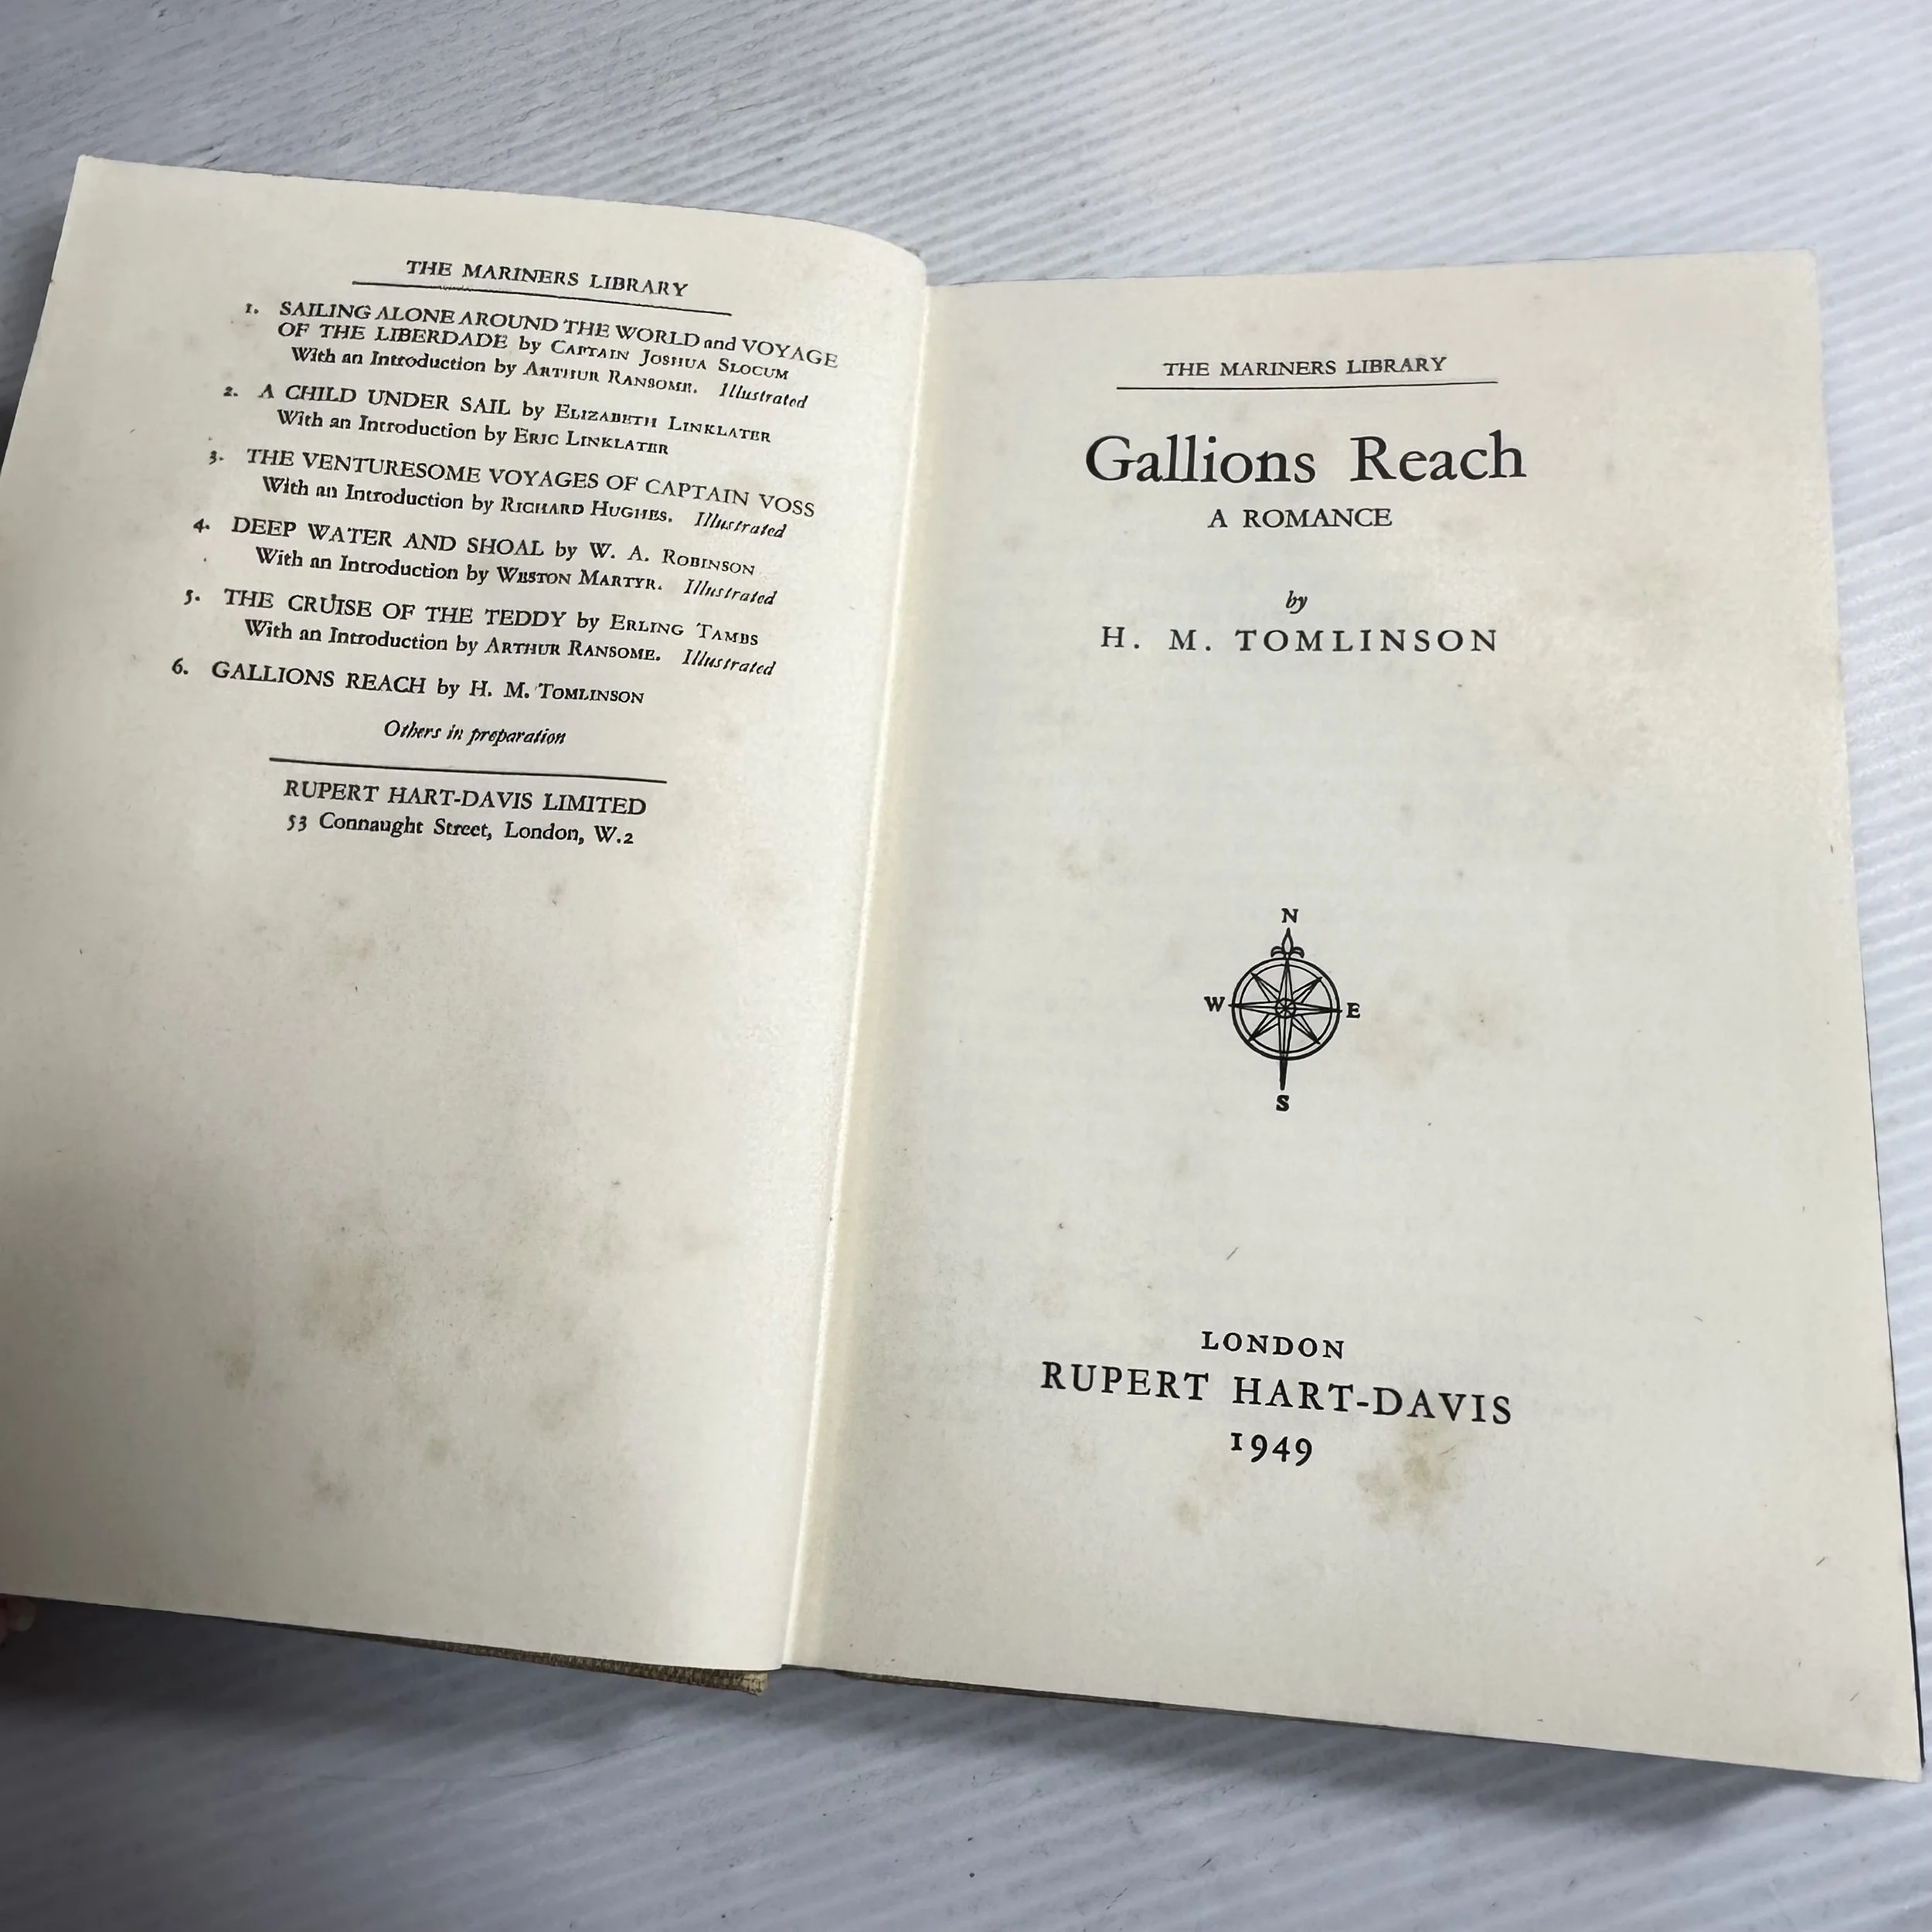 THE MARINERS LIBRARY
1. SAILING ALONE AROUND THE WORLD and VOYAGE
OF THE LIBERDADE by CAPTAIN JOSHUA SLOCUM
With an Introduction by ARTHUR RANSOME. Illustrated
2. A CHILD UNDER SAIL by ELIZABETH LINKLATER
With an Introduction by ERIC LINKLATER
3. THE VENTURESOME VOYAGES OF CAPTAIN VOSS
With an Introduction by RICHARD HUGHES. Illustrated
4. DEEP WATER AND SHOAL by W. A. ROBINSON
With an Introduction by WESTON MARTYR. Illustrated
5. THE CRUISE OF THE TEDDY by ERLING TAMBS
With an Introduction by ARTHUR RANSOME. Illustrated
6. GALLIONS REACH by H. M. TOMLINSON
Others in preparation
RUPERT HART-DAVIS LIMITED
53 Connaught Street, London, W.2
THE MARINERS LIBRARY
Gallions Reach
A ROMANCE
by
H. M. TOMLINSON
N
W E
S
LONDON
RUPERT HART-DAVIS
1949